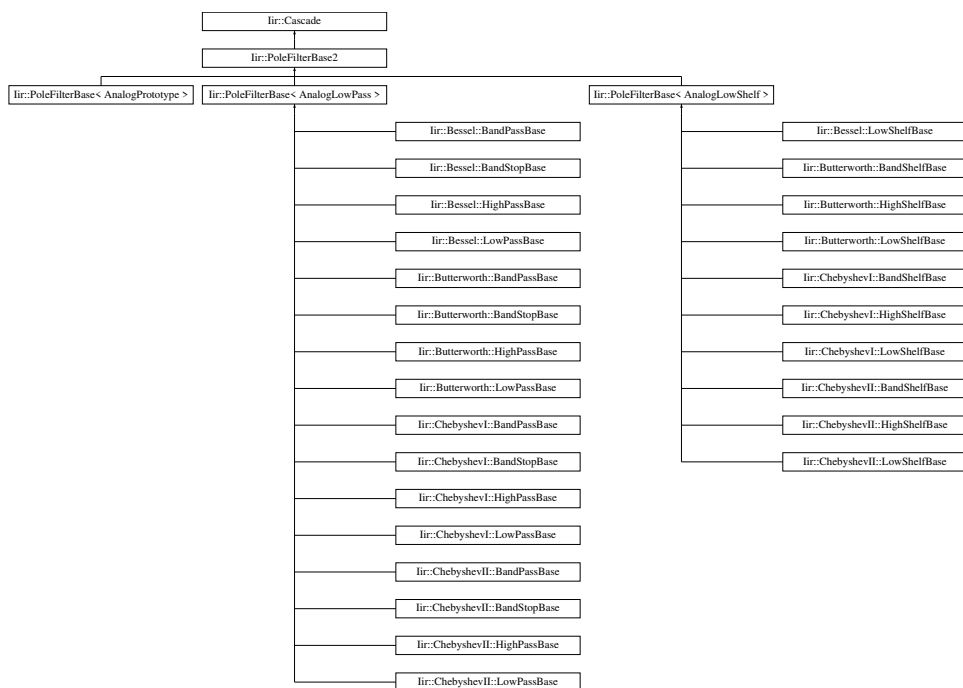 Iir::Cascade
Iir::PoleFilterBase2
Iir::PoleFilterBase< AnalogPrototype >
Iir::PoleFilterBase< AnalogLowPass >
Iir::PoleFilterBase< AnalogLowShelf >
Iir::Bessel::BandPassBase
Iir::Bessel::BandStopBase
Iir::Bessel::HighPassBase
Iir::Bessel::LowPassBase
Iir::Butterworth::BandPassBase
Iir::Butterworth::BandStopBase
Iir::Butterworth::HighPassBase
Iir::Butterworth::LowPassBase
Iir::ChebyshevI::BandPassBase
Iir::ChebyshevI::BandStopBase
Iir::ChebyshevI::HighPassBase
Iir::ChebyshevI::LowPassBase
Iir::ChebyshevII::BandPassBase
Iir::ChebyshevII::BandStopBase
Iir::ChebyshevII::HighPassBase
Iir::ChebyshevII::LowPassBase
Iir::Bessel::LowShelfBase
Iir::Butterworth::BandShelfBase
Iir::Butterworth::HighShelfBase
Iir::Butterworth::LowShelfBase
Iir::ChebyshevI::BandShelfBase
Iir::ChebyshevI::HighShelfBase
Iir::ChebyshevI::LowShelfBase
Iir::ChebyshevII::BandShelfBase
Iir::ChebyshevII::HighShelfBase
Iir::ChebyshevII::LowShelfBase